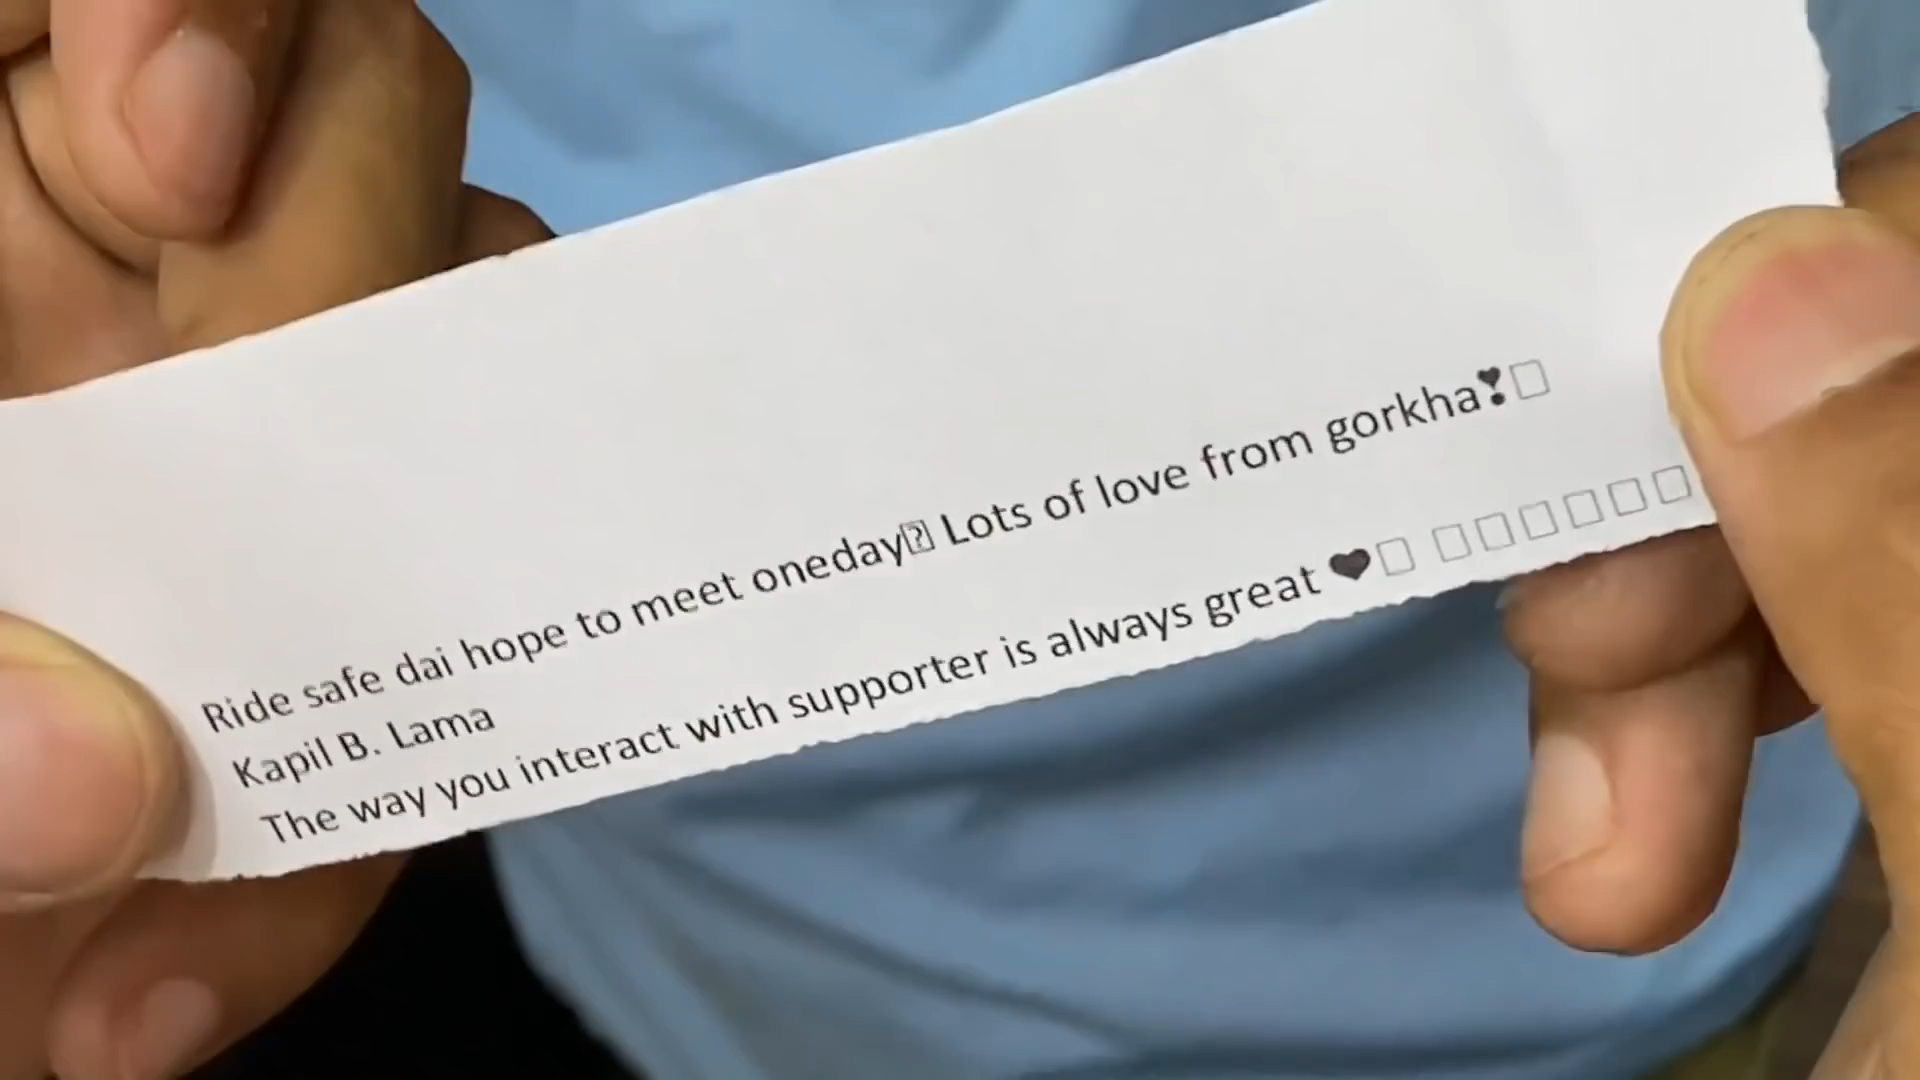 Ride safe dai hope to meet oneday⍰ Lots of love from gorkha❣□
Kapil B. Lama
The way you interact with supporter is always great ❤□ □□□□□□